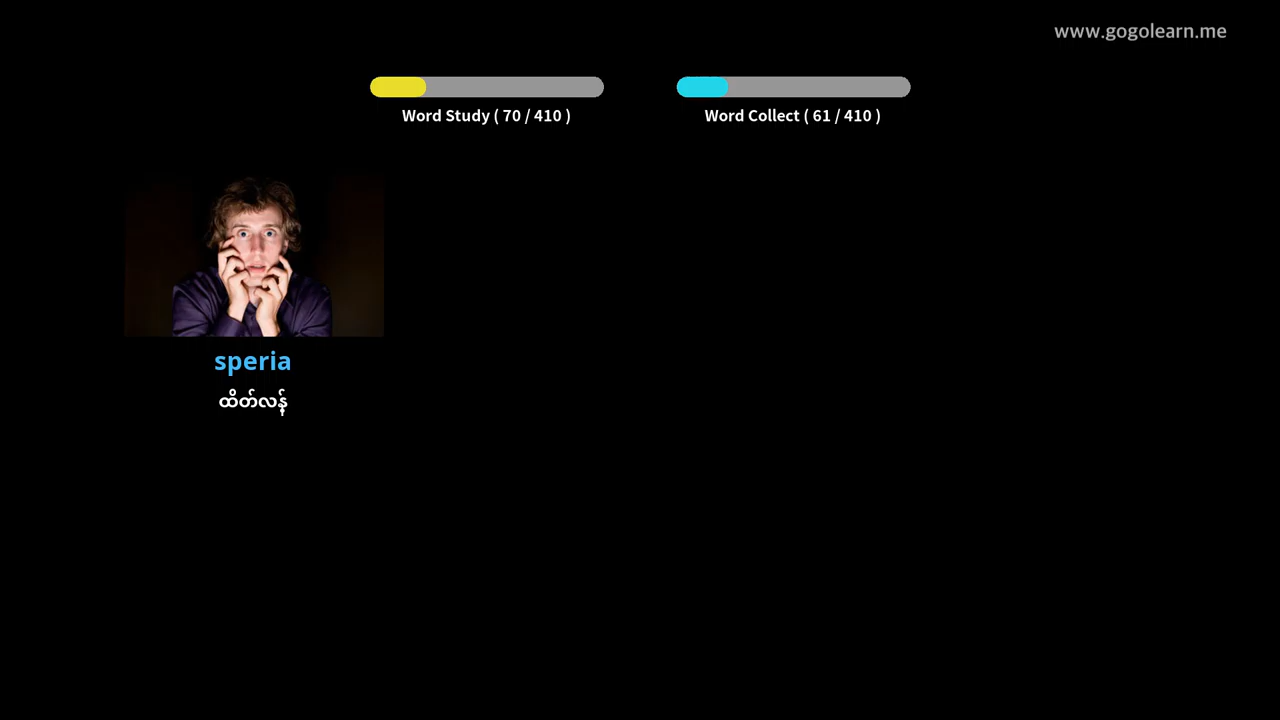 www.gogolearn.me
Word Study ( 70 / 410 )
Word Collect ( 61 / 410 )
speria
ထိတ်လန့်